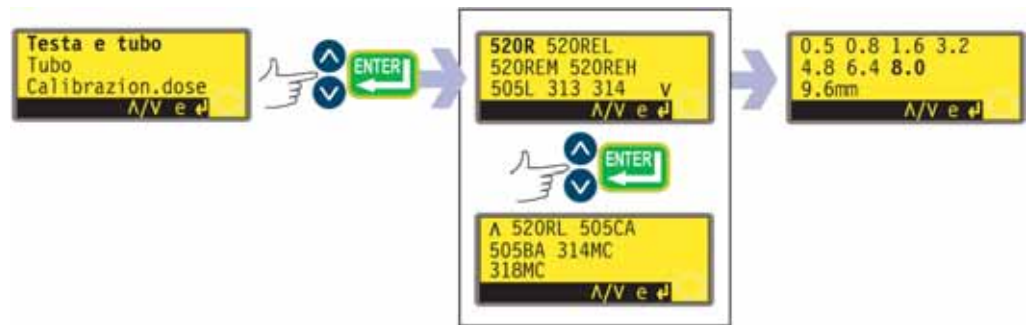 Testa e tubo
Tubo
Calibrazion.dose
Λ/V e ↲
ENTER
520R 520REL
520REM 520REH
505L 313 314 V
Λ/V e ↲
ENTER
Λ 520RL 505CA
505BA 314MC
318MC
Λ/V e ↲
0.5 0.8 1.6 3.2
4.8 6.4 8.0
9.6mm
Λ/V e ↲